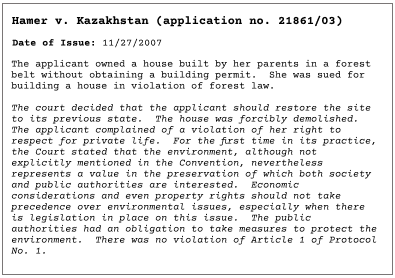 Hamer v. Kazakhstan (application no. 21861/03)
Date of Issue: 11/27/2007
The applicant owned a house built by her parents in a forest
belt without obtaining a building permit. She was sued for
building a house in violation of forest law.
The court decided that the applicant should restore the site
to its previous state. The house was forcibly demolished.
The applicant complained of a violation of her right to
respect for private life. For the first time in its practice,
the Court stated that the environment, although not
explicitly mentioned in the Convention, nevertheless
represents a value in the preservation of which both society
and public authorities are interested. Economic
considerations and even property rights should not take
precedence over environmental issues, especially when there
is legislation in place on this issue. The public
authorities had an obligation to take measures to protect the
environment. There was no violation of Article 1 of Protocol
No. 1.